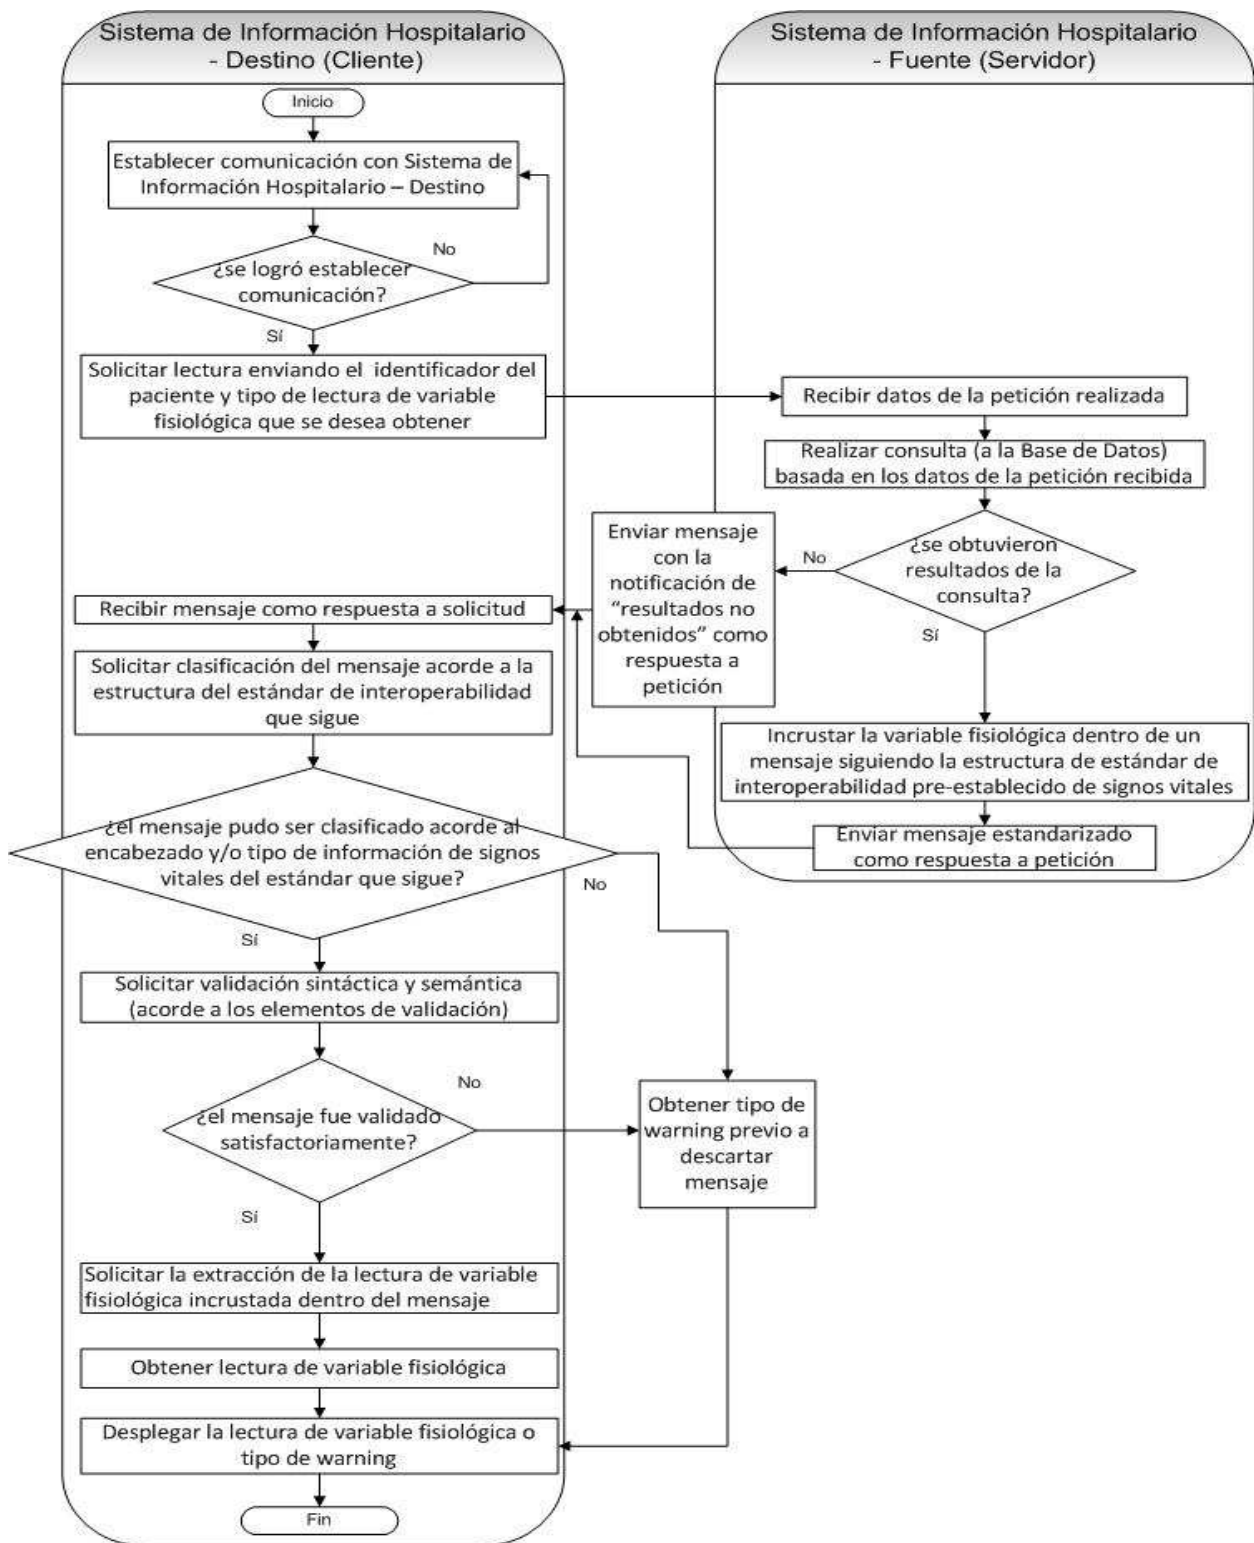 Sistema de Información Hospitalario
- Destino (Cliente)
Sistema de Información Hospitalario
- Fuente (Servidor)
Inicio
Establecer comunicación con Sistema de
Información Hospitalario – Destino
No
¿se logró establecer
comunicación?
Sí
Solicitar lectura enviando el identificador del
paciente y tipo de lectura de variable
fisiológica que se desea obtener
Recibir datos de la petición realizada
Realizar consulta (a la Base de Datos)
basada en los datos de la petición recibida
¿se obtuvieron
resultados de la
consulta?
No
Sí
Enviar mensaje
con la
notificación de
“resultados no
obtenidos” como
respuesta a
petición
Incrustar la variable fisiológica dentro de un
mensaje siguiendo la estructura de estándar de
interoperabilidad pre-establecido de signos vitales
Enviar mensaje estandarizado
como respuesta a petición
Recibir mensaje como respuesta a solicitud
Solicitar clasificación del mensaje acorde a la
estructura del estándar de interoperabilidad
que sigue
¿el mensaje pudo ser clasificado acorde al
encabezado y/o tipo de información de signos
vitales del estándar que sigue?
No
Sí
Solicitar validación sintáctica y semántica
(acorde a los elementos de validación)
No
¿el mensaje fue validado
satisfactoriamente?
Sí
Obtener tipo de
warning previo a
descartar
mensaje
Solicitar la extracción de la lectura de variable
fisiológica incrustada dentro del mensaje
Obtener lectura de variable fisiológica
Desplegar la lectura de variable fisiológica o
tipo de warning
Fin